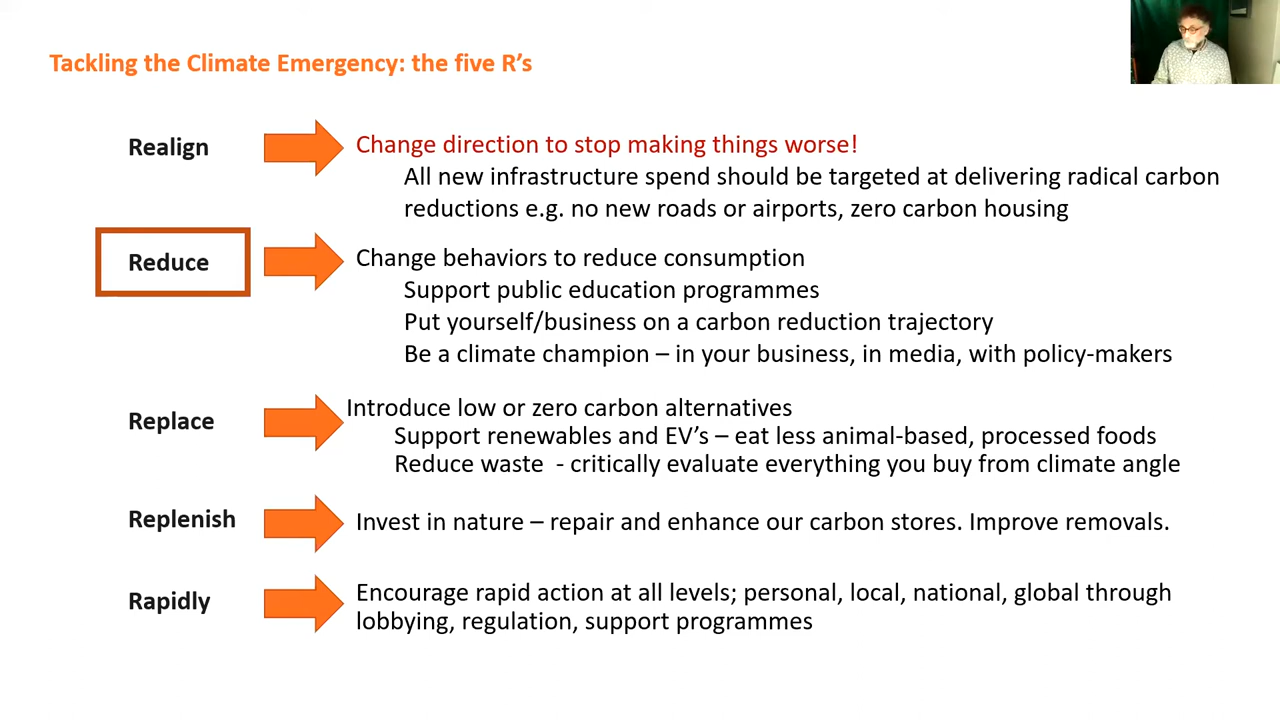 Tackling the Climate Emergency: the five R's
Realign
Change direction to stop making things worse!
All new infrastructure spend should be targeted at delivering radical carbon
reductions e.g. no new roads or airports, zero carbon housing
Reduce
Change behaviors to reduce consumption
Support public education programmes
Put yourself/business on a carbon reduction trajectory
Be a climate champion – in your business, in media, with policy-makers
Replace
Introduce low or zero carbon alternatives
Support renewables and EV's – eat less animal-based, processed foods
Reduce waste  - critically evaluate everything you buy from climate angle
Replenish
Invest in nature – repair and enhance our carbon stores. Improve removals.
Rapidly
Encourage rapid action at all levels; personal, local, national, global through
lobbying, regulation, support programmes